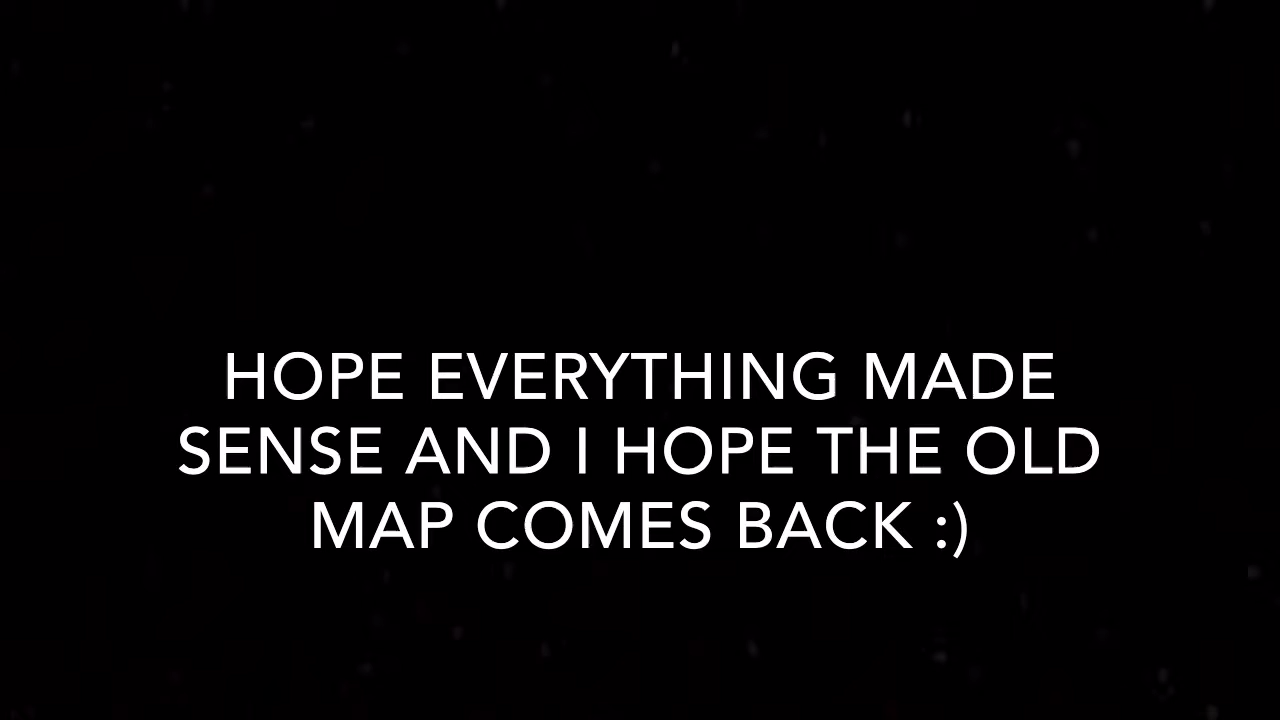 HOPE EVERYTHING MADE
SENSE AND I HOPE THE OLD
MAP COMES BACK :)